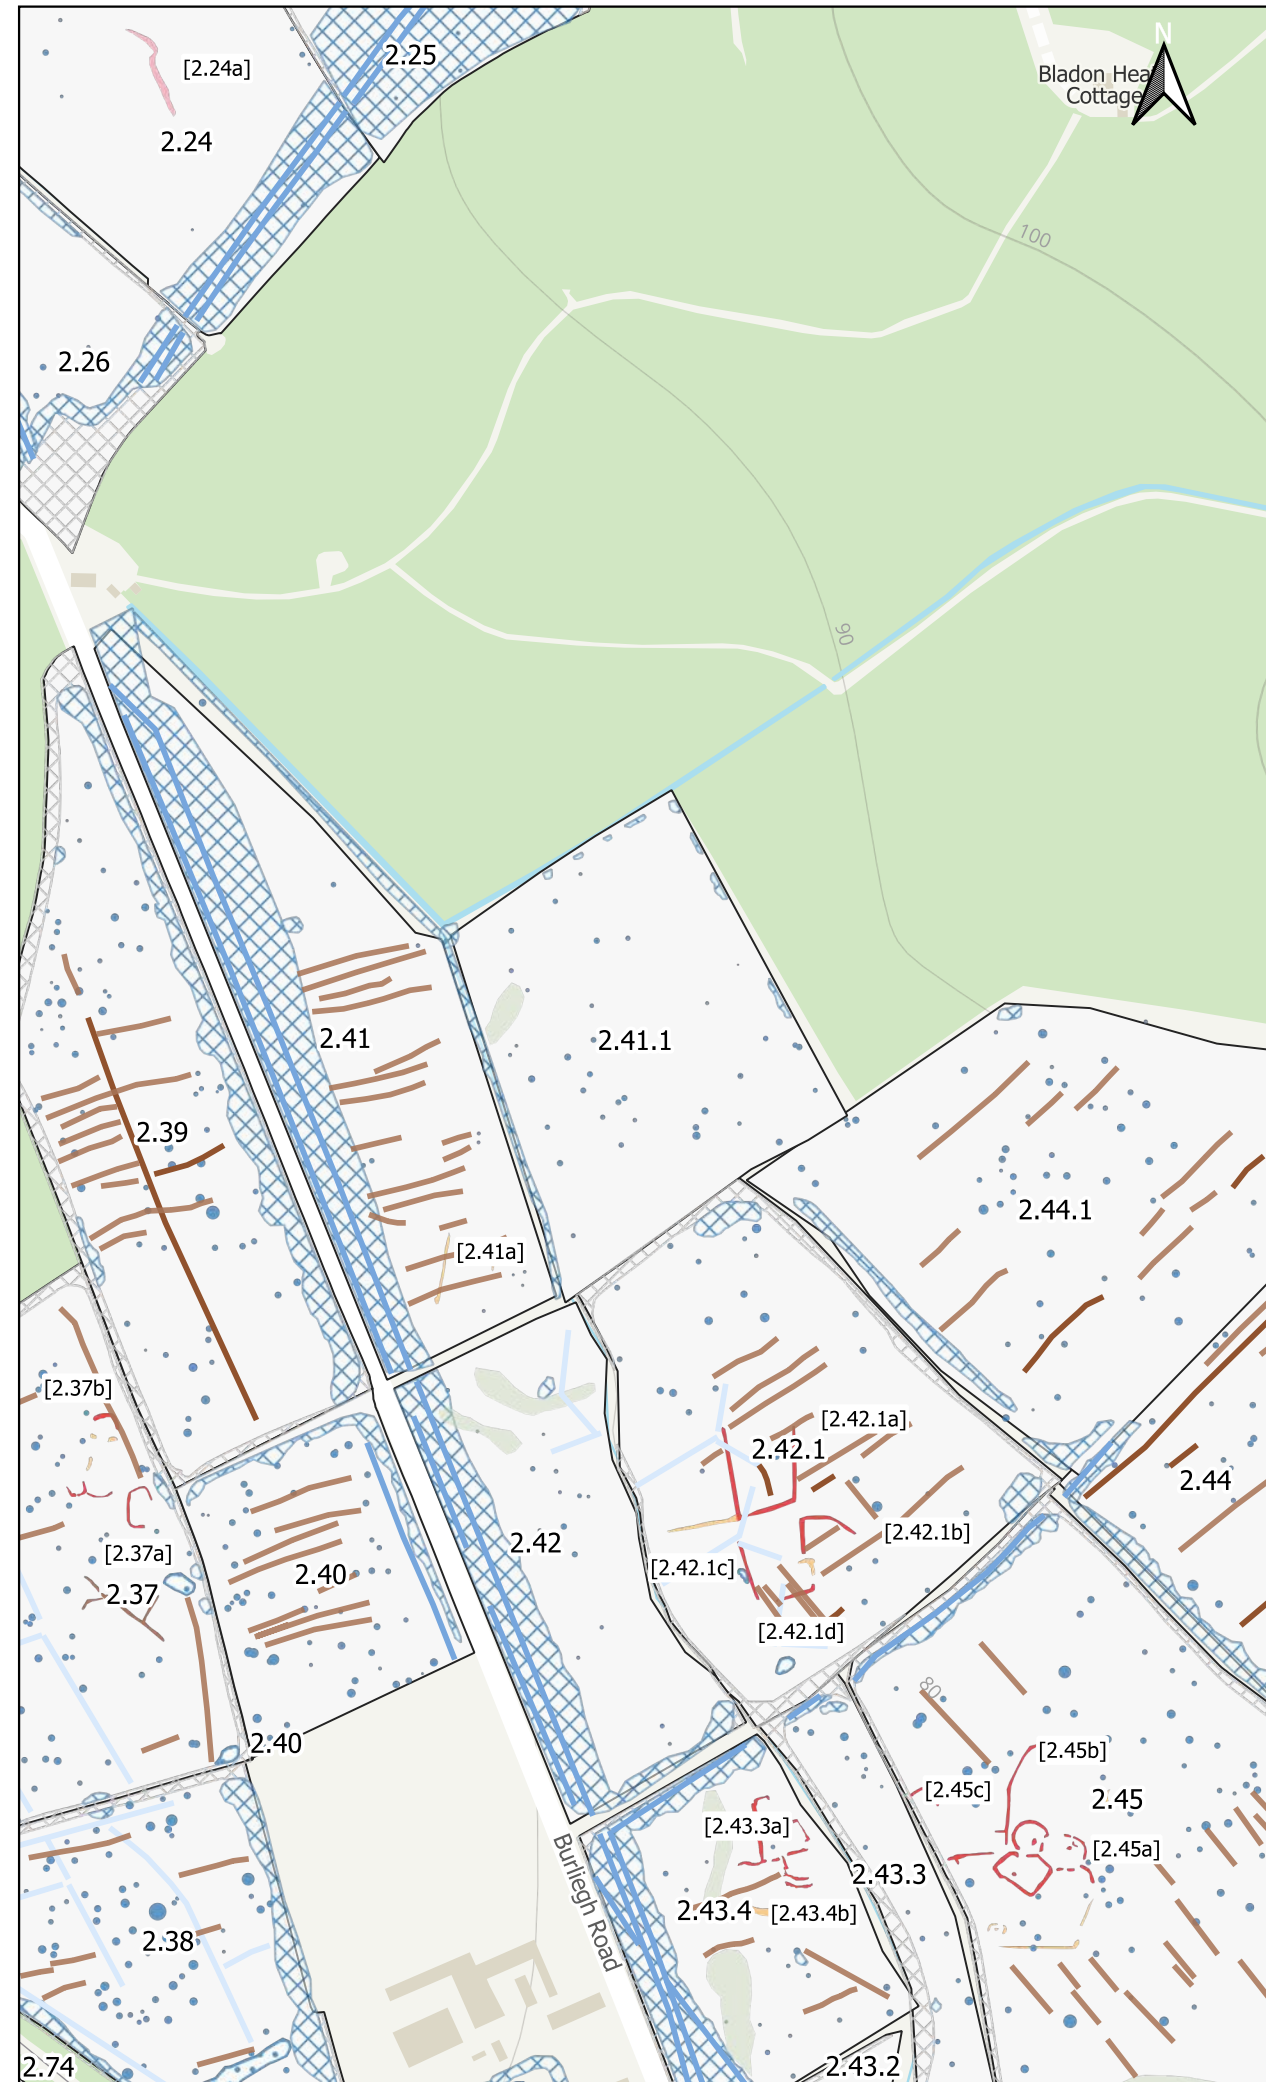 2.25
[2.24a]
2.24
N
Bladon Hea
Cottage
100
2.26
90
2.41
2.41.1
2.39
2.44.1
[2.41a]
[2.37b]
[2.42.1a]
2.42.1
2.44
[2.42.1b]
2.42
[2.37a]
[2.42.1c]
2.40
2.37
[2.42.1d]
80
2.40
[2.45b]
[2.45c]
2.45
[2.43.3a]
[2.45a]
Burliegh Road
2.43.3
2.43.4
[2.43.4b]
2.38
2.74
2.43.2